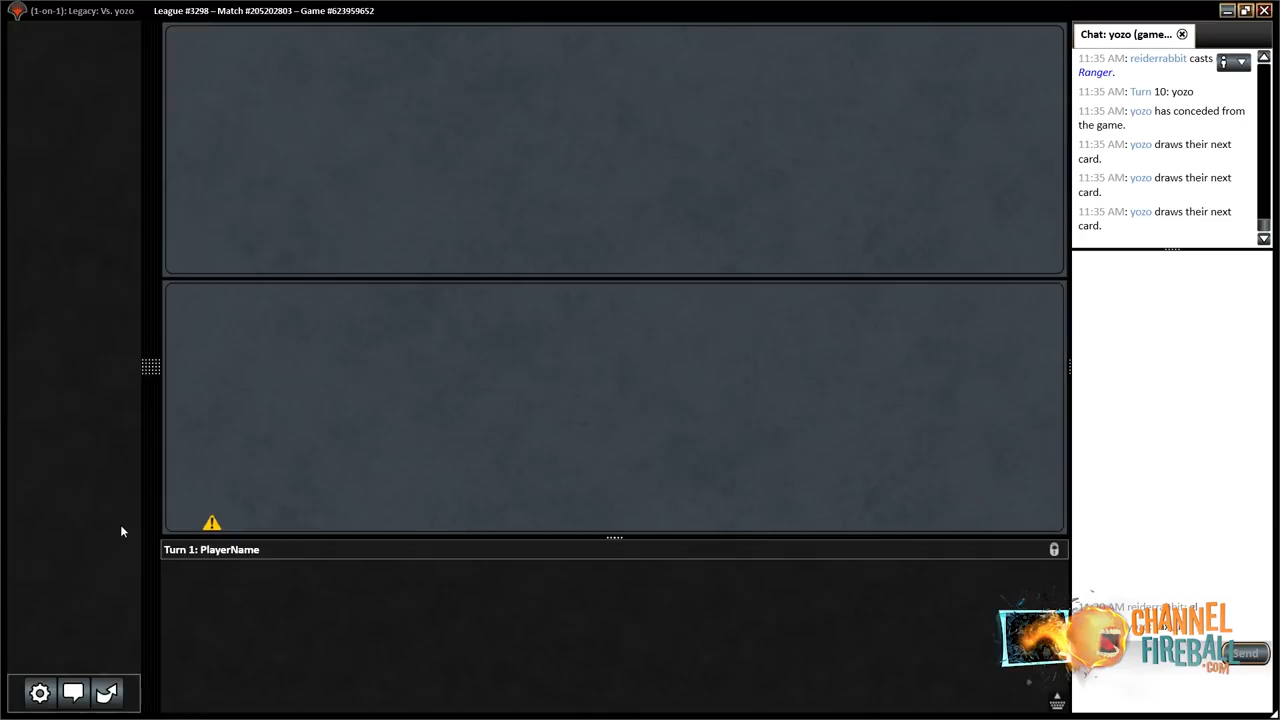 (1-on-1): Legacy: Vs. yozo
League #3298 – Match #205202803 – Game #623959652
Chat: yozo (game...
11:35 AM: reiderrabbit casts
Ranger.
11:35 AM: Turn 10: yozo
11:35 AM: yozo has conceded from
the game.
11:35 AM: yozo draws their next
card.
11:35 AM: yozo draws their next
card.
11:35 AM: yozo draws their next
card.
Turn 1: PlayerName
AM reiderrabbit:
CHANNEL
FIREBALL
.COM
Send